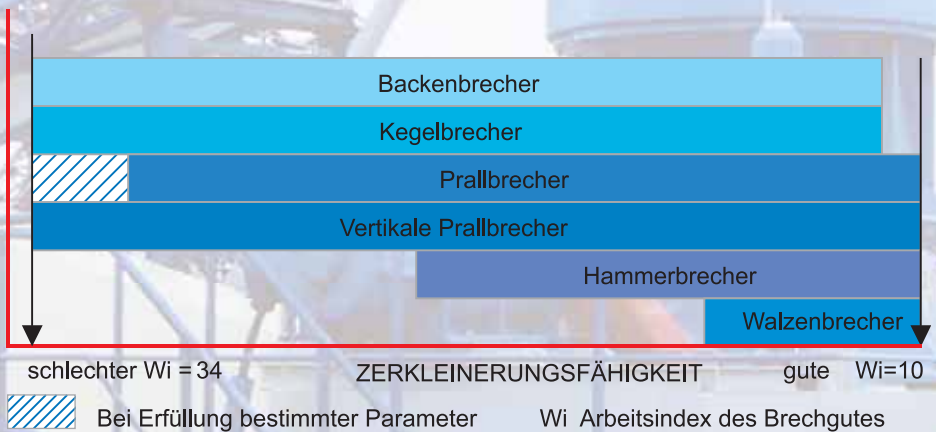 Backenbrecher
Kegelbrecher
Prallbrecher
Vertikale Prallbrecher
Hammerbrecher
Walzenbrecher
schlechter Wi = 34 ZERKLEINERUNGSFÄHIGKEIT gute Wi=10
Bei Erfüllung bestimmter Parameter Wi Arbeitsindex des Brechgutes